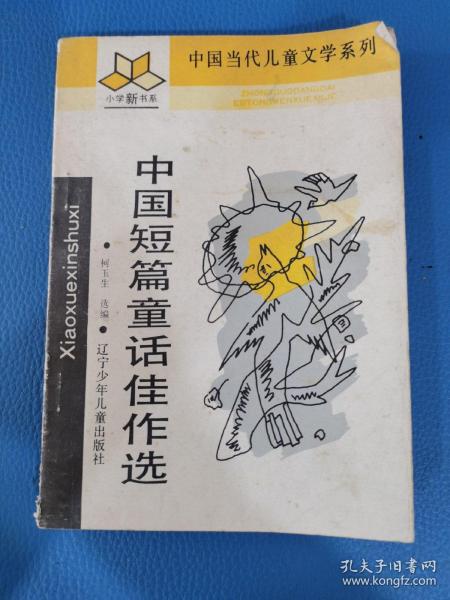 中国当代儿童文学系列
ZHONGGUODANGDAI
ERTONGWENXUEXILIE
小学新书系
中国短篇童话佳作选
• 柯玉生 选编 • 辽宁少年儿童出版社
Xiaoxuexinshuxi
孔夫子旧书网
www.kongfz.com